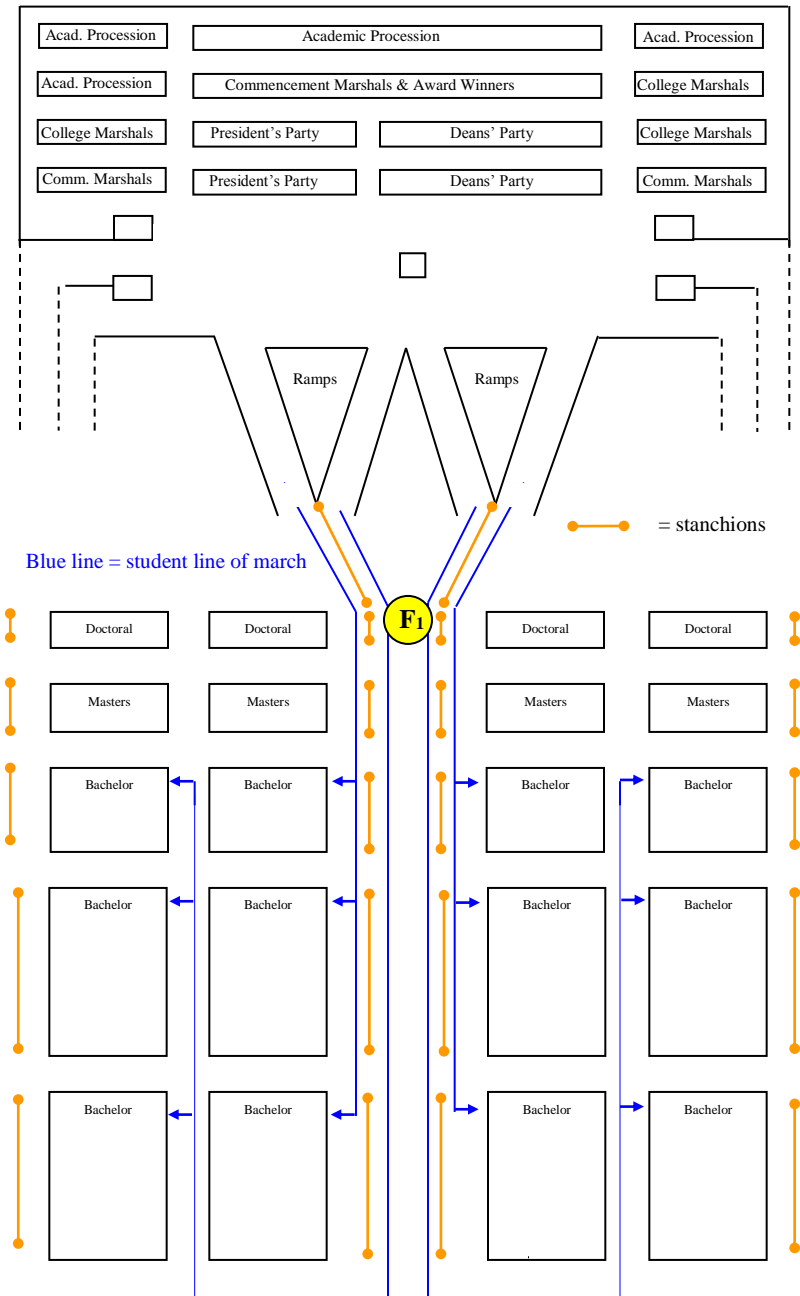 Acad. Procession Academic Procession Acad. Procession
Acad. Procession Commencement Marshals & Award Winners College Marshals
College Marshals President’s Party Deans’ Party College Marshals
Comm. Marshals President’s Party Deans’ Party Comm. Marshals
Ramps Ramps
= stanchions
Blue line = student line of march
F1
Doctoral Doctoral Doctoral Doctoral
Masters Masters Masters Masters
Bachelor Bachelor Bachelor Bachelor
Bachelor Bachelor Bachelor Bachelor
Bachelor Bachelor Bachelor Bachelor